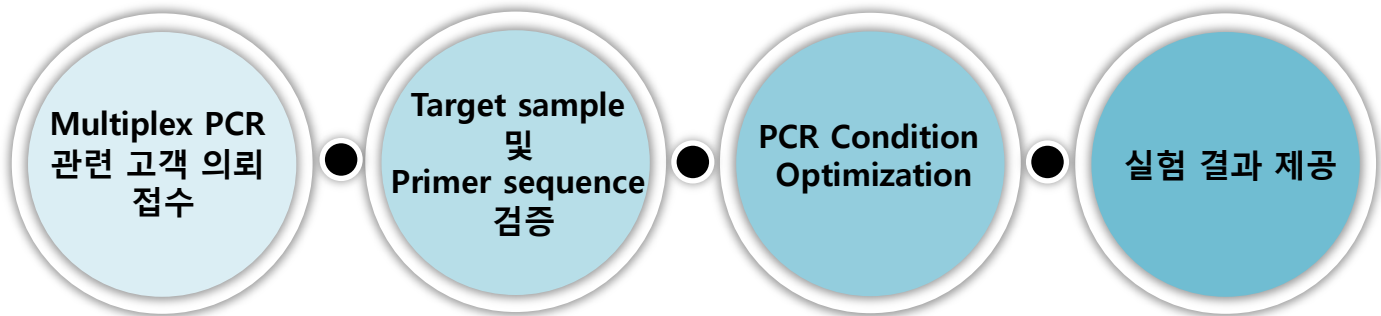 Multiplex PCR
관련 고객 의뢰
접수
Target sample
및
Primer sequence
검증
PCR Condition
Optimization
실험 결과 제공